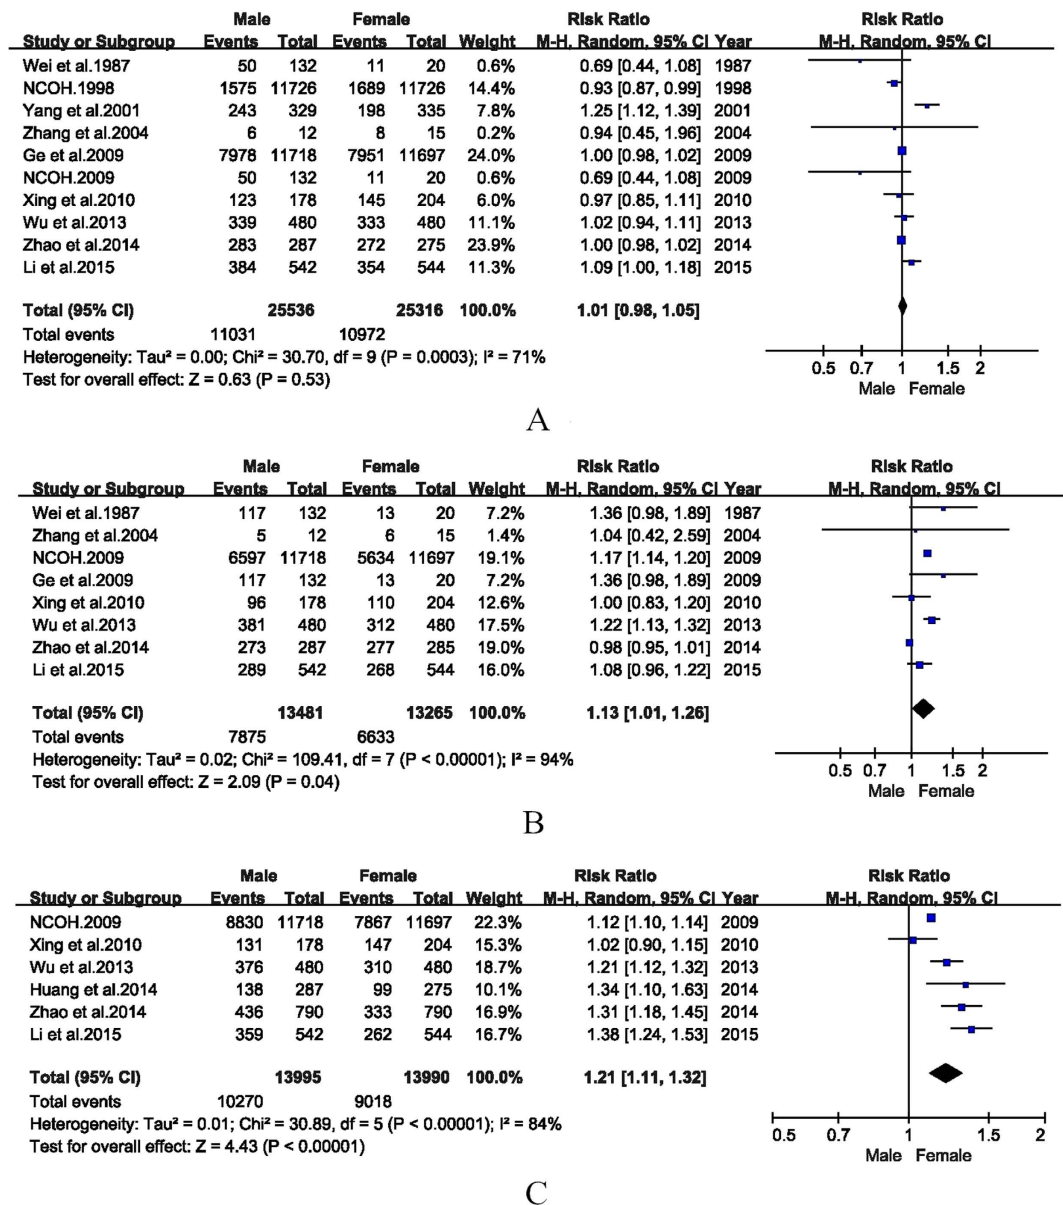 Male Female Risk Ratio Risk Ratio
Study or Subgroup Events Total Events Total Weight M-H, Random, 95% CI Year M-H, Random, 95% CI
Wei et al.1987 50 132 11 20 0.6% 0.69 [0.44, 1.08] 1987
NCOH.1998 1575 11726 1689 11726 14.4% 0.93 [0.87, 0.99] 1998
Yang et al.2001 243 329 198 335 7.8% 1.25 [1.12, 1.39] 2001
Zhang et al.2004 6 12 8 15 0.2% 0.94 [0.45, 1.96] 2004
Ge et al.2009 7978 11718 7951 11697 24.0% 1.00 [0.98, 1.02] 2009
NCOH.2009 50 132 11 20 0.6% 0.69 [0.44, 1.08] 2009
Xing et al.2010 123 178 145 204 6.0% 0.97 [0.85, 1.11] 2010
Wu et al.2013 339 480 333 480 11.1% 1.02 [0.94, 1.11] 2013
Zhao et al.2014 283 287 272 275 23.9% 1.00 [0.98, 1.02] 2014
Li et al.2015 384 542 354 544 11.3% 1.09 [1.00, 1.18] 2015
Total (95% CI) 25536 25316 100.0% 1.01 [0.98, 1.05]
Total events 11031 10972
Heterogeneity: Tau² = 0.00; Chi² = 30.70, df = 9 (P = 0.0003); I² = 71%
Test for overall effect: Z = 0.63 (P = 0.53)
0.5 0.7 1 1.5 2
Male Female
A
Male Female Risk Ratio Risk Ratio
Study or Subgroup Events Total Events Total Weight M-H, Random, 95% CI Year M-H, Random, 95% CI
Wei et al.1987 117 132 13 20 7.2% 1.36 [0.98, 1.89] 1987
Zhang et al.2004 5 12 6 15 1.4% 1.04 [0.42, 2.59] 2004
NCOH.2009 6597 11718 5634 11697 19.1% 1.17 [1.14, 1.20] 2009
Ge et al.2009 117 132 13 20 7.2% 1.36 [0.98, 1.89] 2009
Xing et al.2010 96 178 110 204 12.6% 1.00 [0.83, 1.20] 2010
Wu et al.2013 381 480 312 480 17.5% 1.22 [1.13, 1.32] 2013
Zhao et al.2014 273 287 277 285 19.0% 0.98 [0.95, 1.01] 2014
Li et al.2015 289 542 268 544 16.0% 1.08 [0.96, 1.22] 2015
Total (95% CI) 13481 13265 100.0% 1.13 [1.01, 1.26]
Total events 7875 6633
Heterogeneity: Tau² = 0.02; Chi² = 109.41, df = 7 (P < 0.00001); I² = 94%
Test for overall effect: Z = 2.09 (P = 0.04)
0.5 0.7 1 1.5 2
Male Female
B
Male Female Risk Ratio Risk Ratio
Study or Subgroup Events Total Events Total Weight M-H, Random, 95% CI Year M-H, Random, 95% CI
NCOH.2009 8830 11718 7867 11697 22.3% 1.12 [1.10, 1.14] 2009
Xing et al.2010 131 178 147 204 15.3% 1.02 [0.90, 1.15] 2010
Wu et al.2013 376 480 310 480 18.7% 1.21 [1.12, 1.32] 2013
Huang et al.2014 138 287 99 275 10.1% 1.34 [1.10, 1.63] 2014
Zhao et al.2014 436 790 333 790 16.9% 1.31 [1.18, 1.45] 2014
Li et al.2015 359 542 262 544 16.7% 1.38 [1.24, 1.53] 2015
Total (95% CI) 13995 13990 100.0% 1.21 [1.11, 1.32]
Total events 10270 9018
Heterogeneity: Tau² = 0.01; Chi² = 30.89, df = 5 (P < 0.00001); I² = 84%
Test for overall effect: Z = 4.43 (P < 0.00001)
0.5 0.7 1 1.5 2
Male Female
C